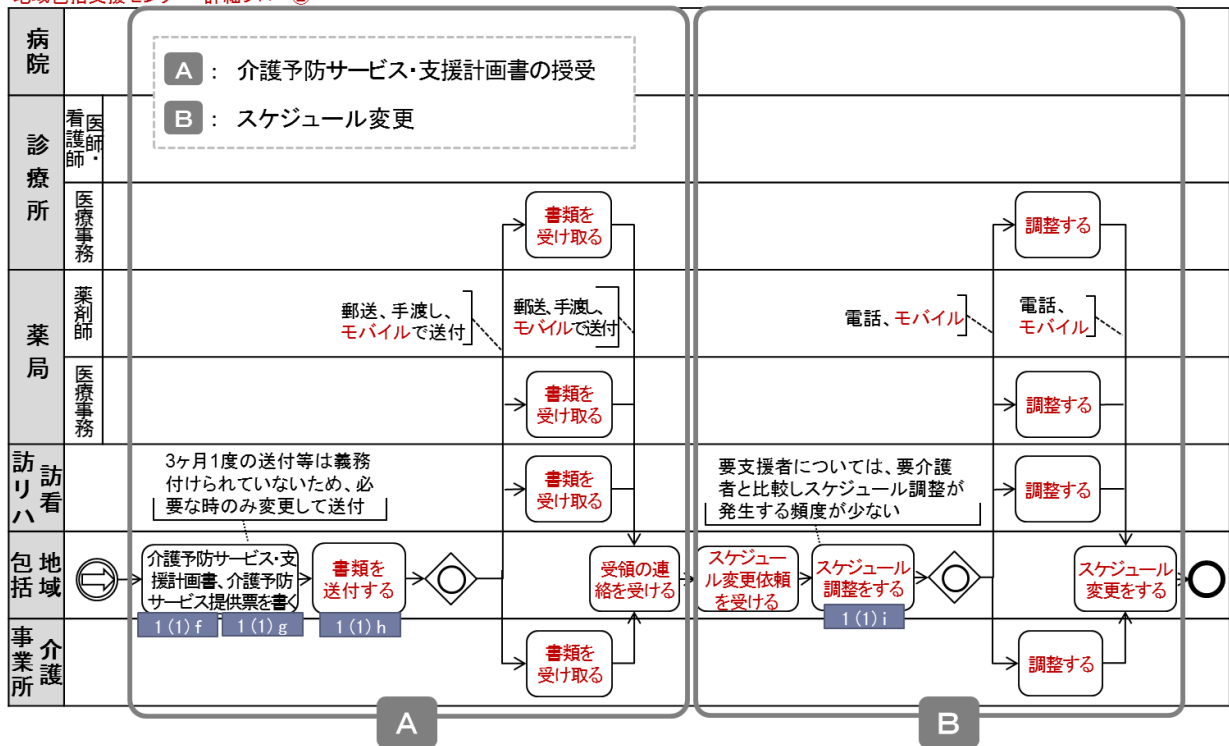 病院
A : 介護予防サービス・支援計画書の授受
B : スケジュール変更
診療所
医師・
看護師
医療事務
書類を
受け取る
調整する
薬局
薬剤師
郵送、手渡し、
モバイルで送付
郵送、手渡し、
モバイルで送付
電話、モバイル
電話、
モバイル
医療事務
書類を
受け取る
調整する
訪看
訪リハ
3ヶ月1度の送付等は義務
付けられていないため、必
要な時のみ変更して送付
書類を
受け取る
要支援者については、要介護
者と比較しスケジュール調整が
発生する頻度が少ない
調整する
地域
包括
介護予防サービス・支
援計画書、介護予防
サービス提供票を書く
1(1)f
1(1)g
書類を
送付する
1(1)h
受領の連
絡を受ける
スケジュー
ル変更依頼
を受ける
スケジュール
調整をする
1(1)i
スケジュール
変更をする
介護
事業所
書類を
受け取る
調整する
A
B